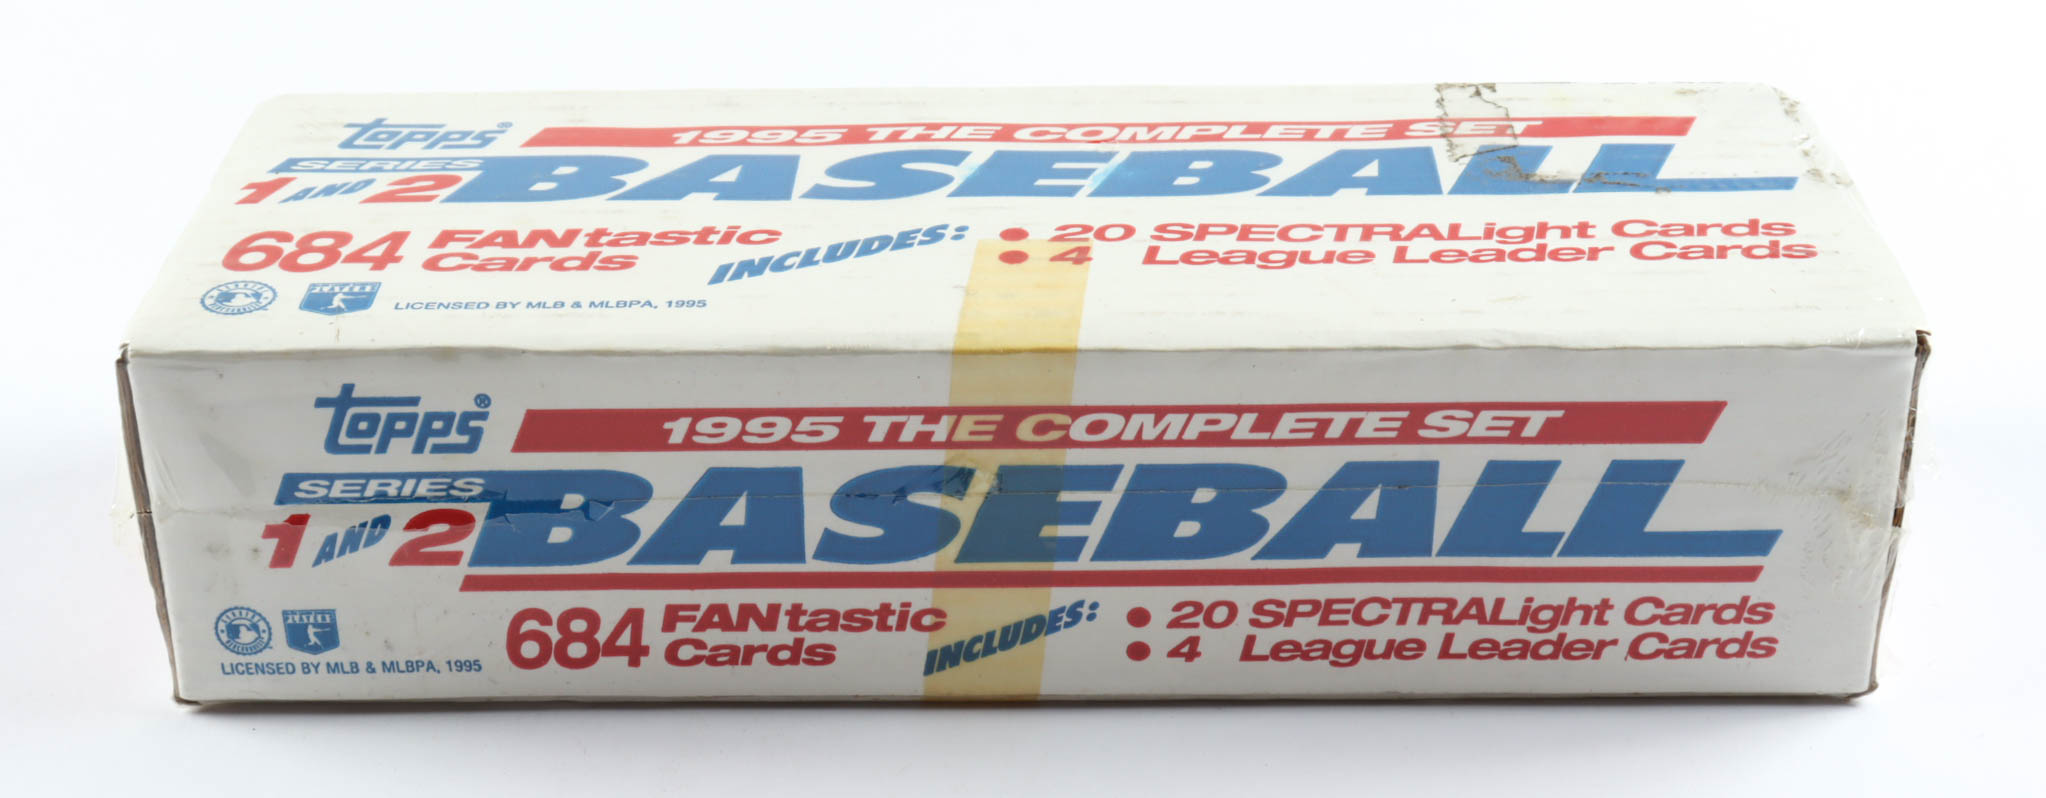 topps®
1995 THE COMPLETE SET
SERIES
1 AND 2 BASEBALL
684 FANtastic
Cards
INCLUDES:
• 20 SPECTRALight Cards
• 4 League Leader Cards
PLAYERS
LICENSED BY MLB & MLBPA, 1995
topps®
1995 THE COMPLETE SET
SERIES
1 AND 2 BASEBALL
684 FANtastic
Cards
INCLUDES:
• 20 SPECTRALight Cards
• 4 League Leader Cards
PLAYERS
LICENSED BY MLB & MLBPA, 1995